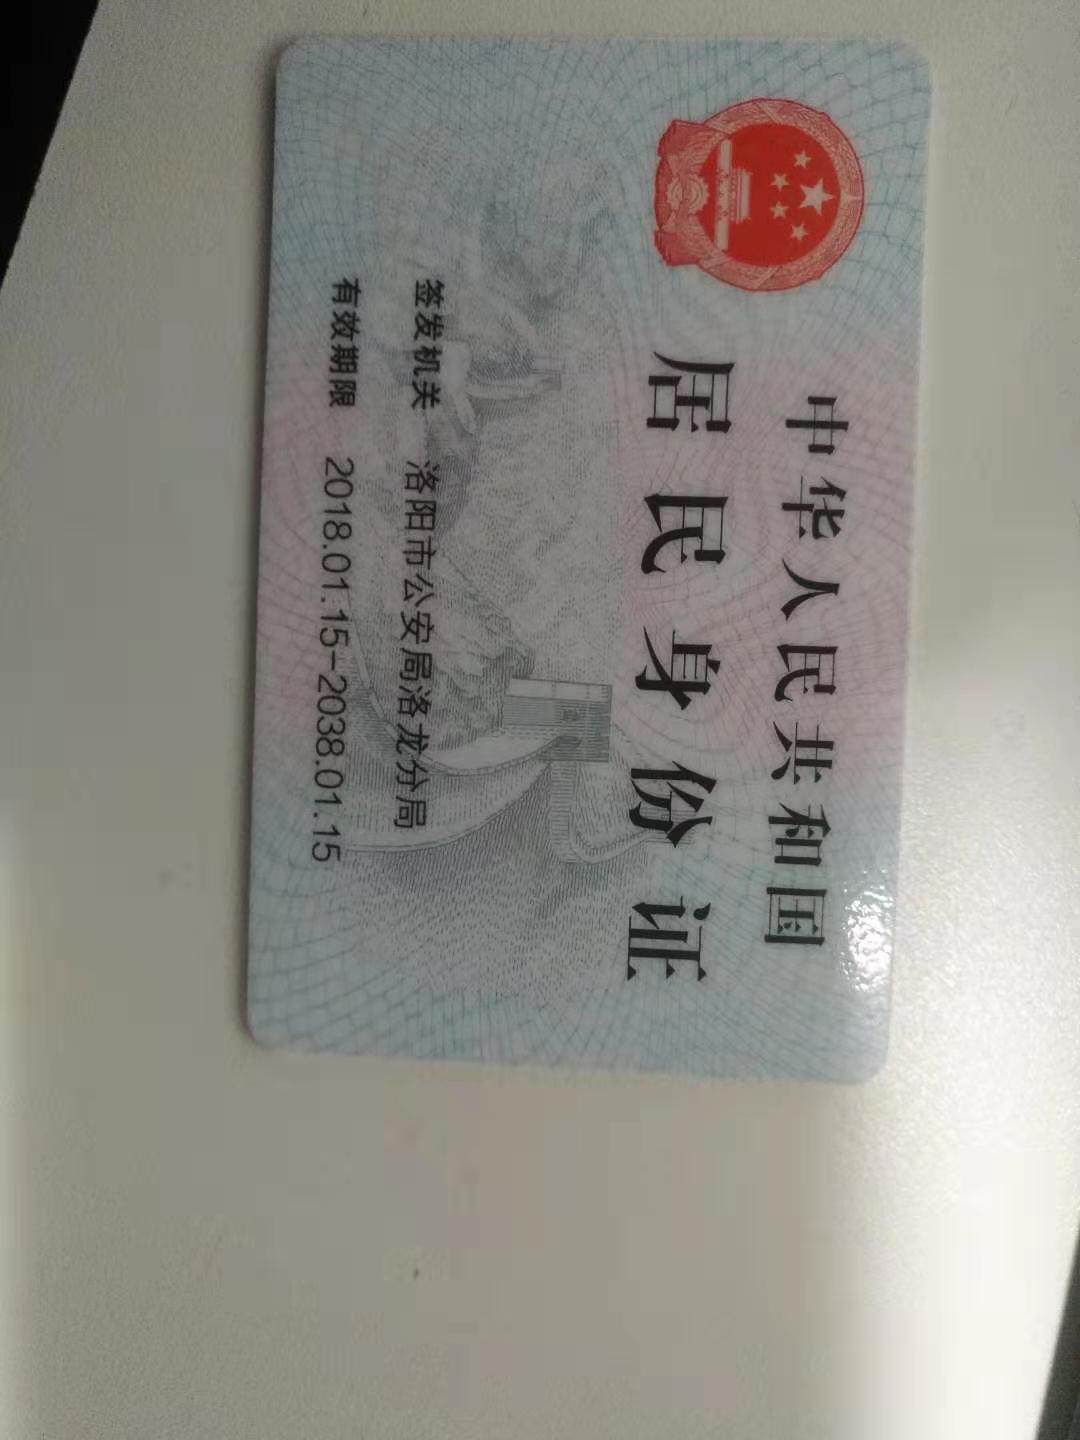 中华人民共和国
居民身份证
签发机关 洛阳市公安局洛龙分局
有效期限 2018.01.15-2038.01.15